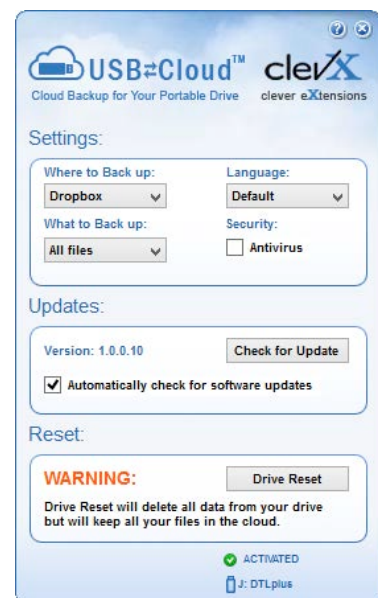 USB⇄Cloud™
Cloud Backup for Your Portable Drive
clevX
clever eXtensions
Settings:
Where to Back up:
Language:
Dropbox
Default
What to Back up:
Security:
All files
Antivirus
Updates:
Version: 1.0.0.10
Check for Update
Automatically check for software updates
Reset:
WARNING:
Drive Reset
Drive Reset will delete all data from your drive
but will keep all your files in the cloud.
ACTIVATED
J: DTLplus